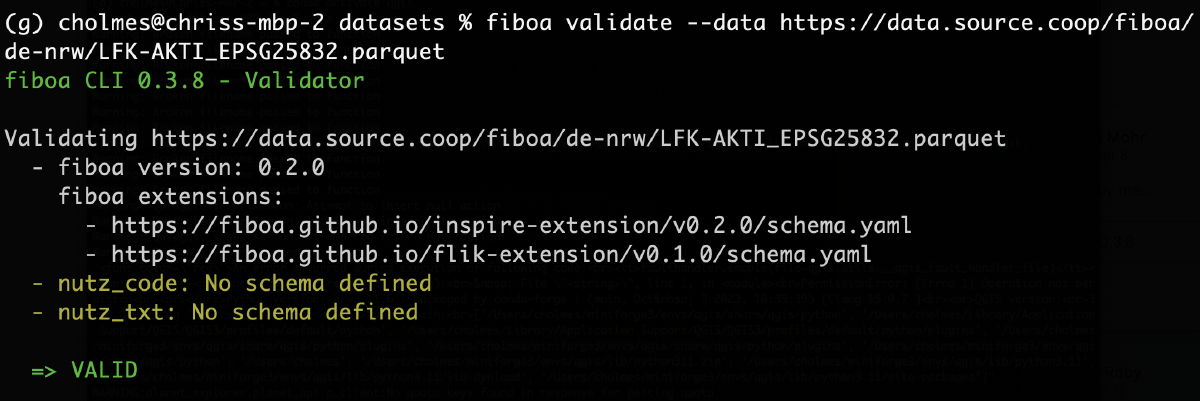 (g) cholmes@chriss-mbp-2 datasets % fiboa validate --data https://data.source.coop/fiboa/
de-nrw/LFK-AKTI_EPSG25832.parquet
fiboa CLI 0.3.8 - Validator
Validating https://data.source.coop/fiboa/de-nrw/LFK-AKTI_EPSG25832.parquet
- fiboa version: 0.2.0
fiboa extensions:
- https://fiboa.github.io/inspire-extension/v0.2.0/schema.yaml
- https://fiboa.github.io/flik-extension/v0.1.0/schema.yaml
- nutz_code: No schema defined
- nutz_txt: No schema defined
=> VALID